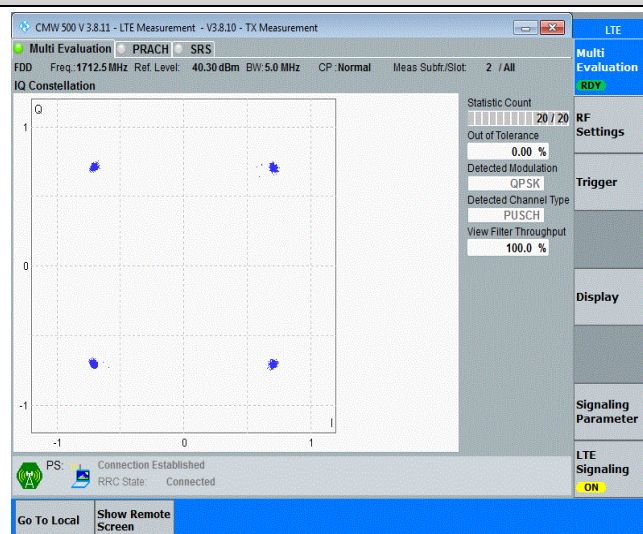 CMW 500 V 3.8.11 - LTE Measurement - V3.8.10 - TX Measurement
LTE
Multi Evaluation PRACH SRS
FDD Freq.:1712.5 MHz Ref. Level: 40.30 dBm BW:5.0 MHz CP:Normal Meas Subfr./Slot: 2 / All
IQ Constellation
Q
1
0
-1
I
-1 0 1
Statistic Count
20 / 20
Out of Tolerance
0.00 %
Detected Modulation
QPSK
Detected Channel Type
PUSCH
View Filter Throughput
100.0 %
Multi
Evaluation
RDY
RF
Settings
Trigger
Display
Signaling
Parameter
LTE
Signaling
ON
PS: Connection Established
RRC State: Connected
Go To Local
Show Remote
Screen